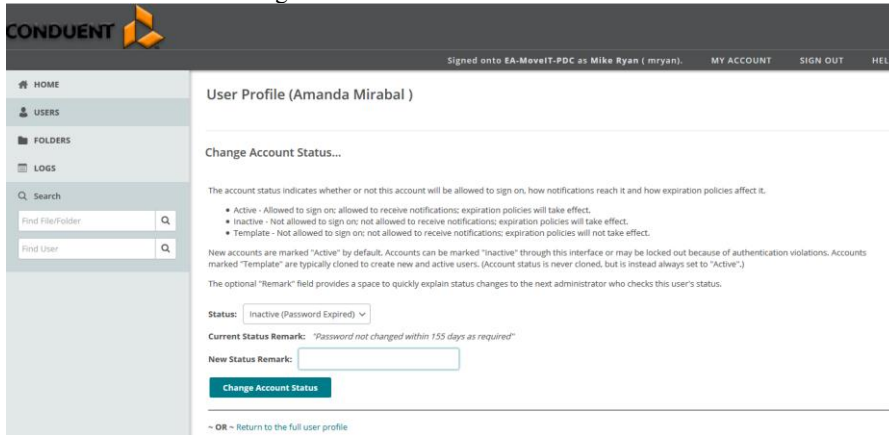 CONDUENT
Signed onto EA-MoveIT-PDC as Mike Ryan ( mryan). MY ACCOUNT SIGN OUT HEL
HOME
USERS
FOLDERS
LOGS
Search
Find File/Folder
Find User
User Profile (Amanda Mirabal )
Change Account Status...
The account status indicates whether or not this account will be allowed to sign on, how notifications reach it and how expiration policies affect it.
• Active - Allowed to sign on; allowed to receive notifications; expiration policies will take effect.
• Inactive - Not allowed to sign on; not allowed to receive notifications; expiration policies will take effect.
• Template - Not allowed to sign on; not allowed to receive notifications; expiration policies will not take effect.
New accounts are marked "Active" by default. Accounts can be marked "Inactive" through this interface or may be locked out because of authentication violations. Accounts
marked "Template" are typically cloned to create new and active users. (Account status is never cloned, but is instead always set to "Active".)
The optional "Remark" field provides a space to quickly explain status changes to the next administrator who checks this user's status.
Status: Inactive (Password Expired)
Current Status Remark: "Password not changed within 155 days as required"
New Status Remark:
Change Account Status
~ OR ~ Return to the full user profile